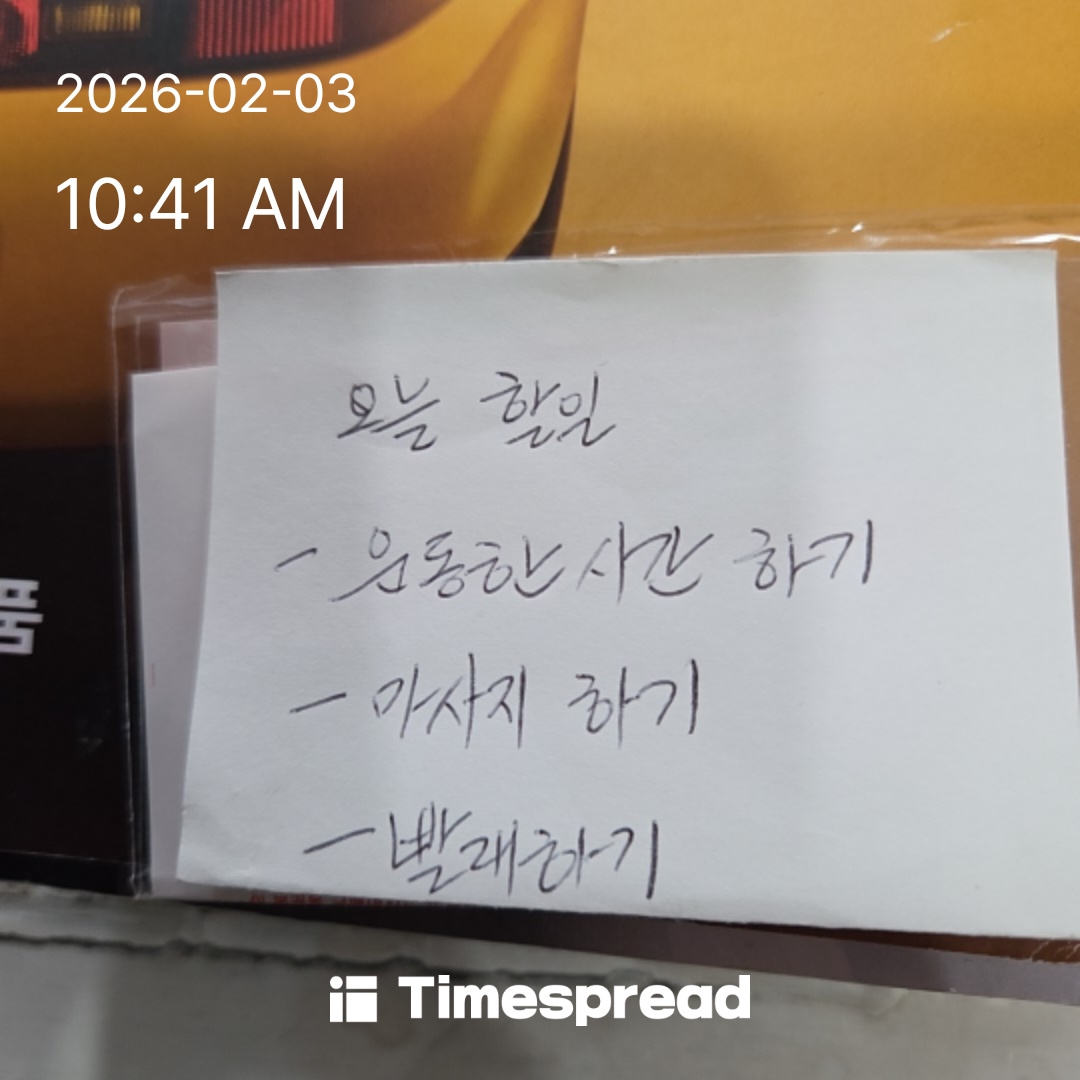 2026-02-03
10:41 AM
오늘 할일
- 운동한시간 하기
품
- 마사지 하기
- 빨래하기
Timespread